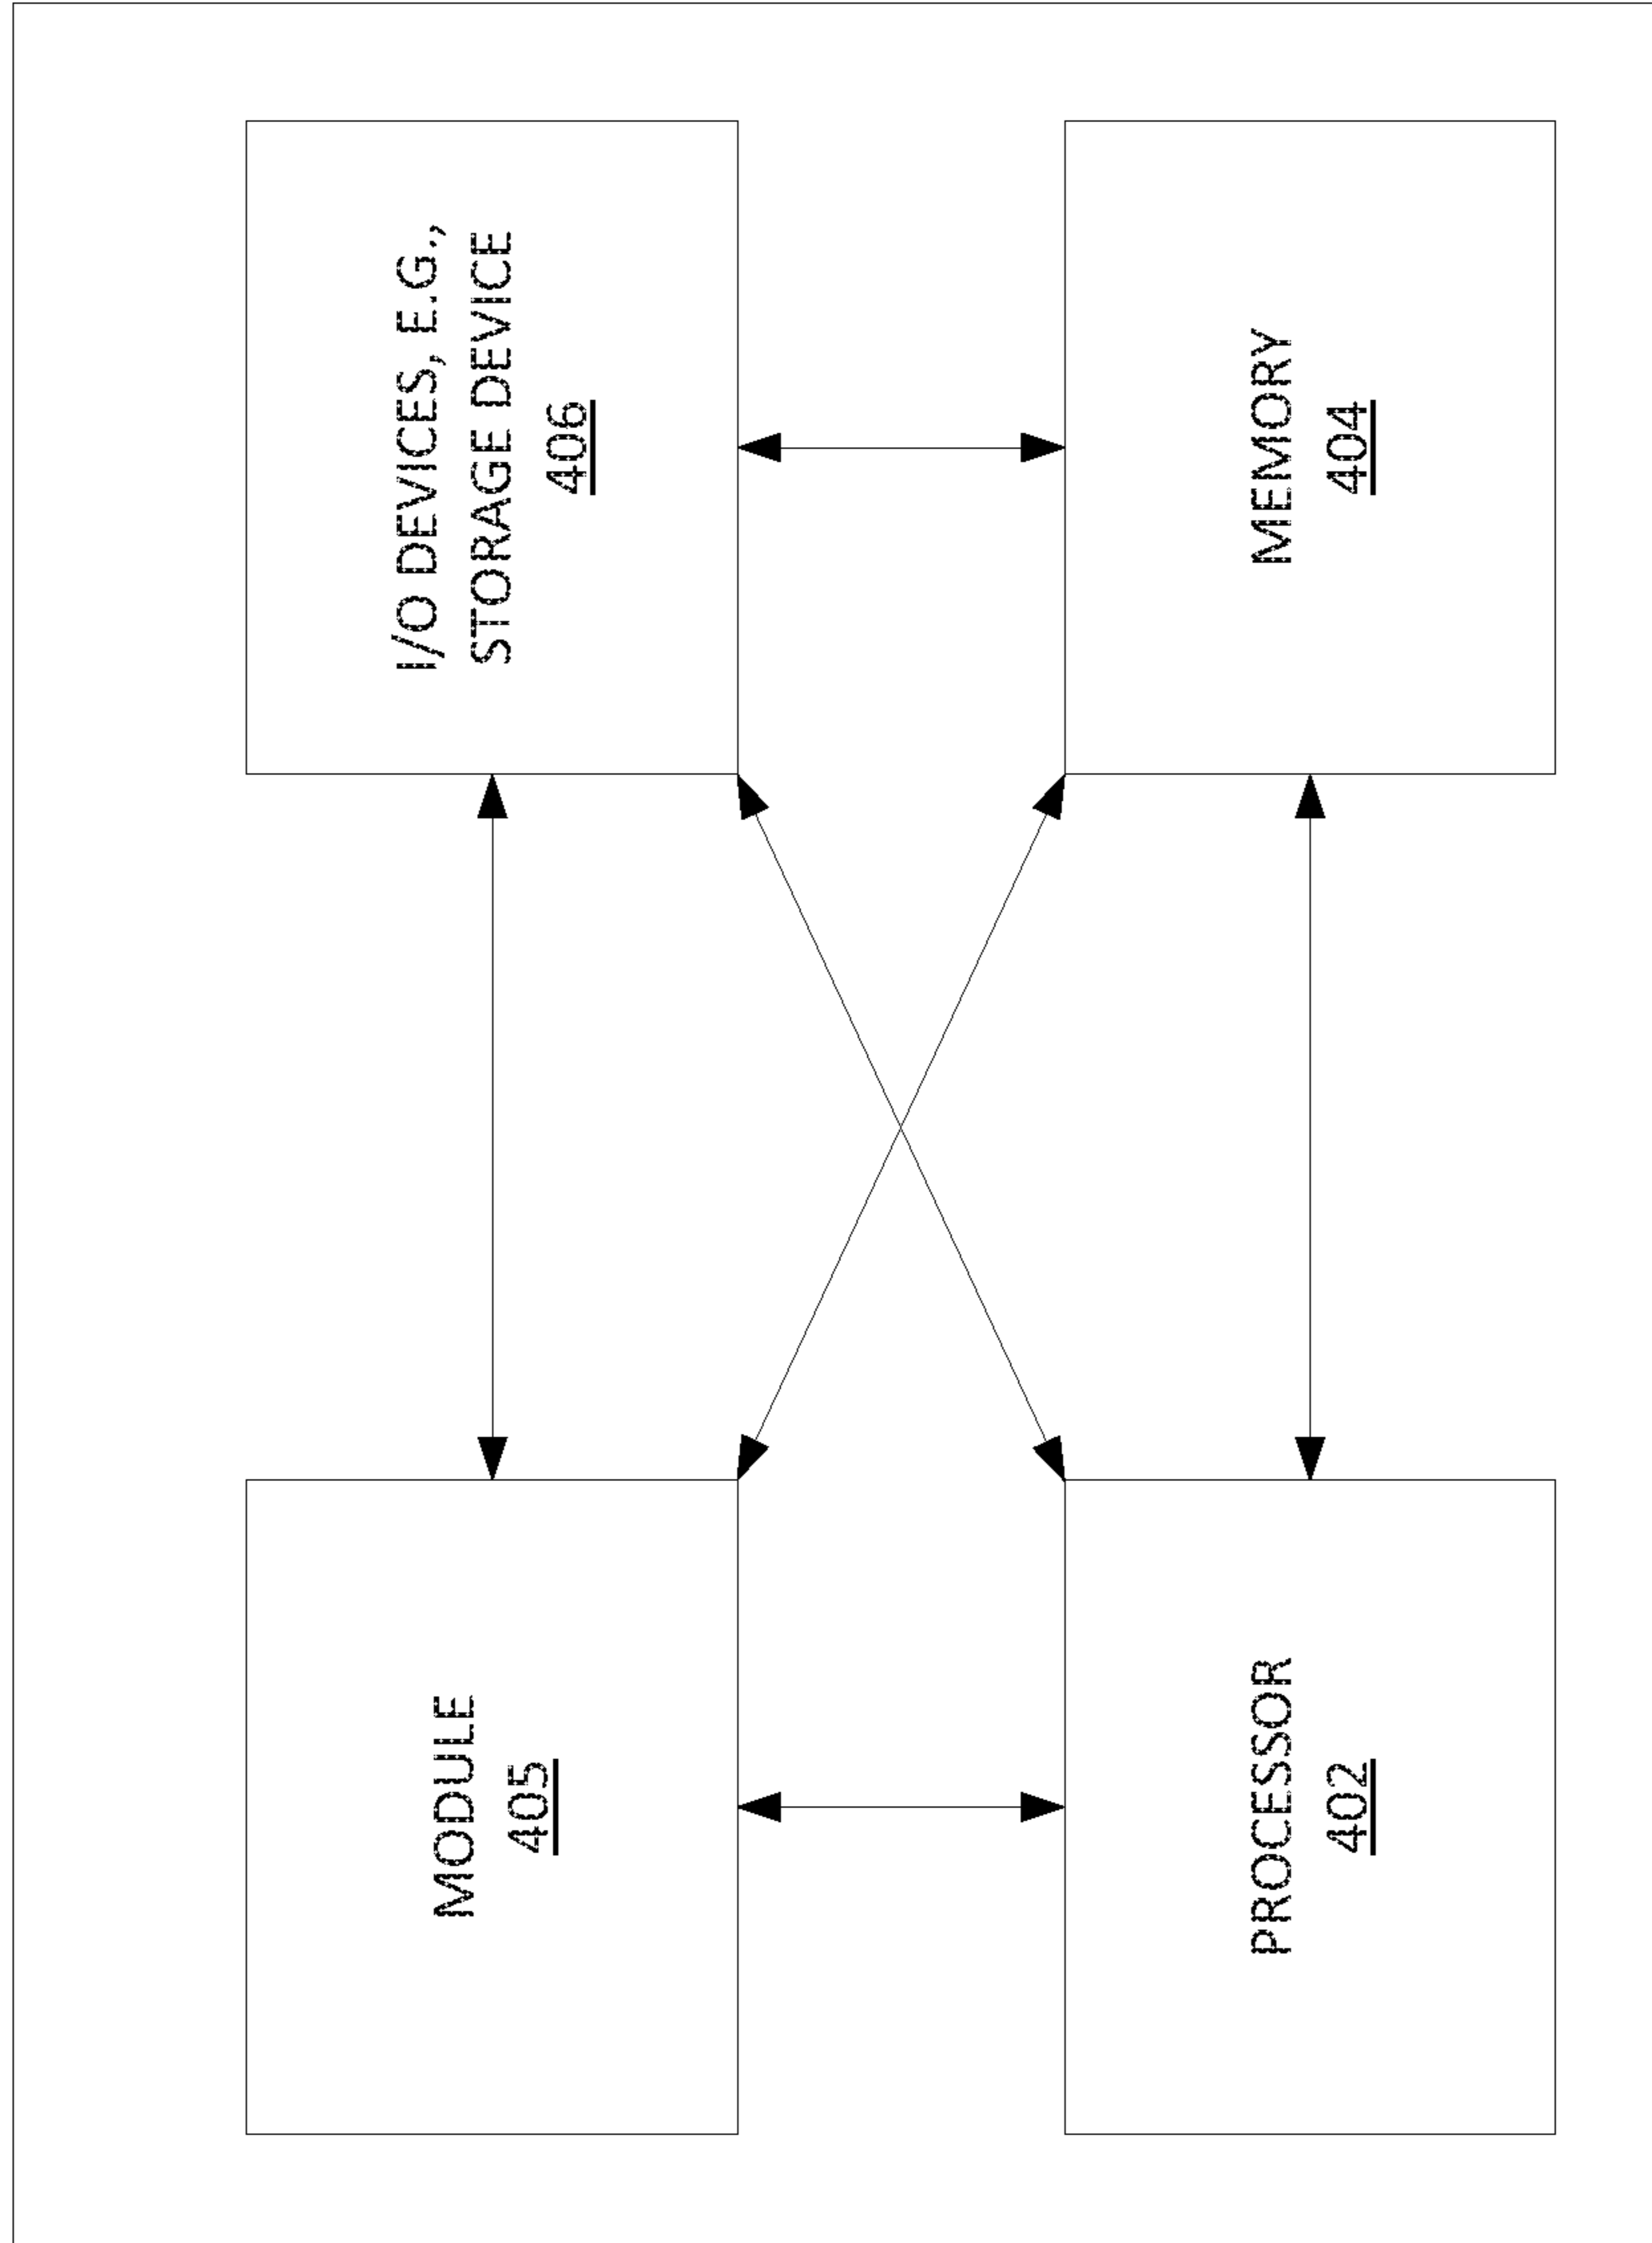 MODULE
405
I/O DEVICES, E.G.,
STORAGE DEVICE
406
PROCESSOR
402
MEMORY
404